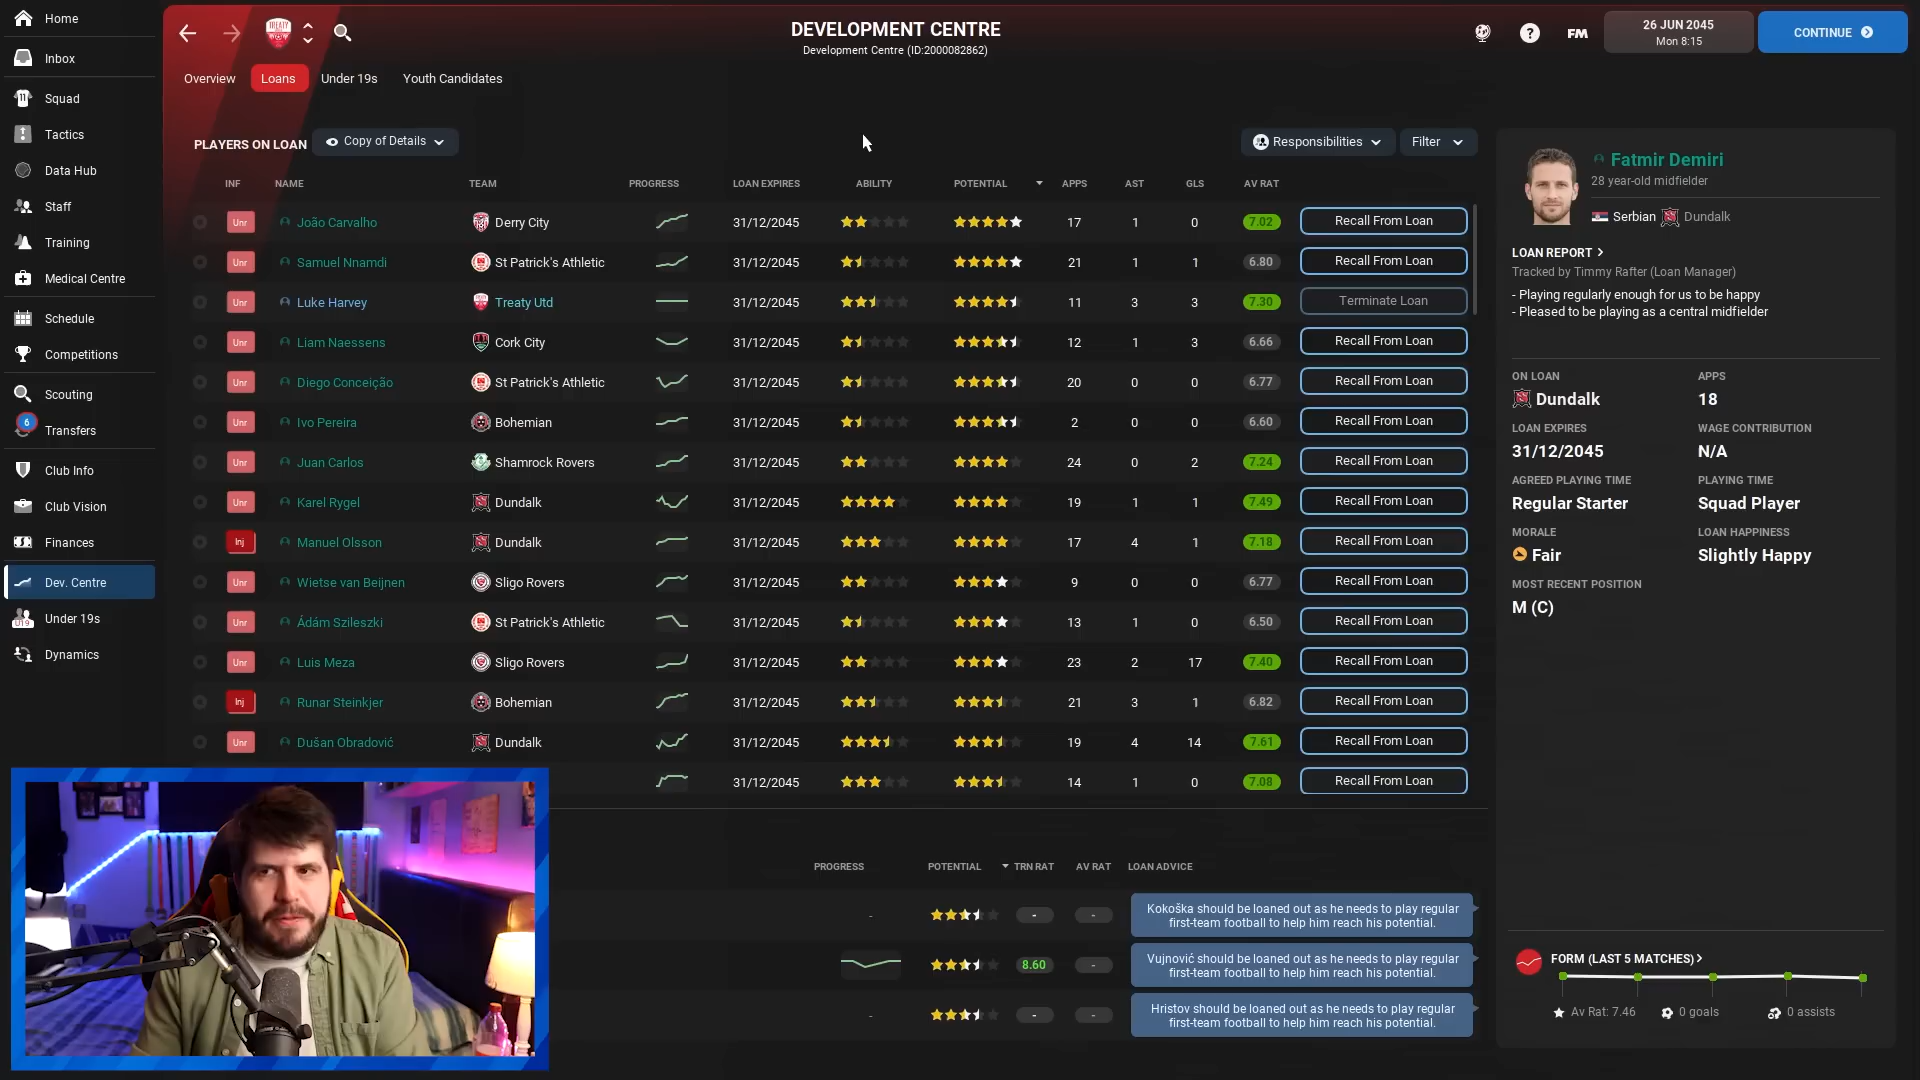 Home
Inbox
Squad
Tactics
Data Hub
Staff
Training
Medical Centre
Schedule
Competitions
Scouting
6
Transfers
Club Info
Club Vision
Finances
Dev. Centre
Under 19s
Dynamics
DEVELOPMENT CENTRE
Development Centre (ID:2000082862)
FM
26 JUN 2045
Mon 8:15
CONTINUE
Overview Loans Under 19s Youth Candidates
PLAYERS ON LOAN Copy of Details Responsibilities Filter
INF NAME TEAM PROGRESS LOAN EXPIRES ABILITY POTENTIAL APPS AST GLS AV RAT
Unr João Carvalho Derry City 31/12/2045 17 1 0 7.02 Recall From Loan
Unr Samuel Nnamdi St Patrick's Athletic 31/12/2045 21 1 1 6.80 Recall From Loan
Unr Luke Harvey Treaty Utd 31/12/2045 11 3 3 7.30 Terminate Loan
Unr Liam Naessens Cork City 31/12/2045 12 1 3 6.66 Recall From Loan
Unr Diego Conceição St Patrick's Athletic 31/12/2045 20 0 0 6.77 Recall From Loan
Unr Ivo Pereira Bohemian 31/12/2045 2 0 0 6.60 Recall From Loan
Unr Juan Carlos Shamrock Rovers 31/12/2045 24 0 2 7.24 Recall From Loan
Unr Karel Rygel Dundalk 31/12/2045 19 1 1 7.49 Recall From Loan
Inj Manuel Olsson Dundalk 31/12/2045 17 4 1 7.18 Recall From Loan
Unr Wietse van Beijnen Sligo Rovers 31/12/2045 9 0 0 6.77 Recall From Loan
Unr Ádám Szileszki St Patrick's Athletic 31/12/2045 13 1 0 6.50 Recall From Loan
Unr Luis Meza Sligo Rovers 31/12/2045 23 2 17 7.40 Recall From Loan
Inj Runar Steinkjer Bohemian 31/12/2045 21 3 1 6.82 Recall From Loan
Unr Dušan Obradović Dundalk 31/12/2045 19 4 14 7.61 Recall From Loan
31/12/2045 14 1 0 7.08 Recall From Loan
PROGRESS POTENTIAL TRN RAT AV RAT LOAN ADVICE
- - - Kokoška should be loaned out as he needs to play regular
first-team football to help him reach his potential.
8.60 - Vujnović should be loaned out as he needs to play regular
first-team football to help him reach his potential.
- - - Hristov should be loaned out as he needs to play regular
first-team football to help him reach his potential.
Fatmir Demiri
28 year-old midfielder
Serbian Dundalk
LOAN REPORT
Tracked by Timmy Rafter (Loan Manager)
- Playing regularly enough for us to be happy
- Pleased to be playing as a central midfielder
ON LOAN APPS
Dundalk 18
LOAN EXPIRES WAGE CONTRIBUTION
31/12/2045 N/A
AGREED PLAYING TIME PLAYING TIME
Regular Starter Squad Player
MORALE LOAN HAPPINESS
Fair Slightly Happy
MOST RECENT POSITION
M (C)
FORM (LAST 5 MATCHES)
Av Rat: 7.46 0 goals 0 assists